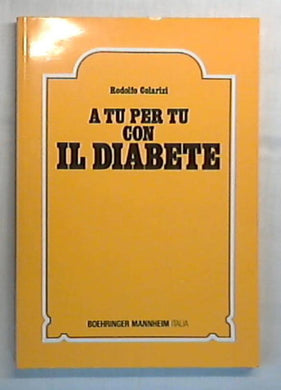 Rodolfo Colarizi
A TU PER TU
CON
IL DIABETE
BOEHRINGER MANNHEIM ITALIA